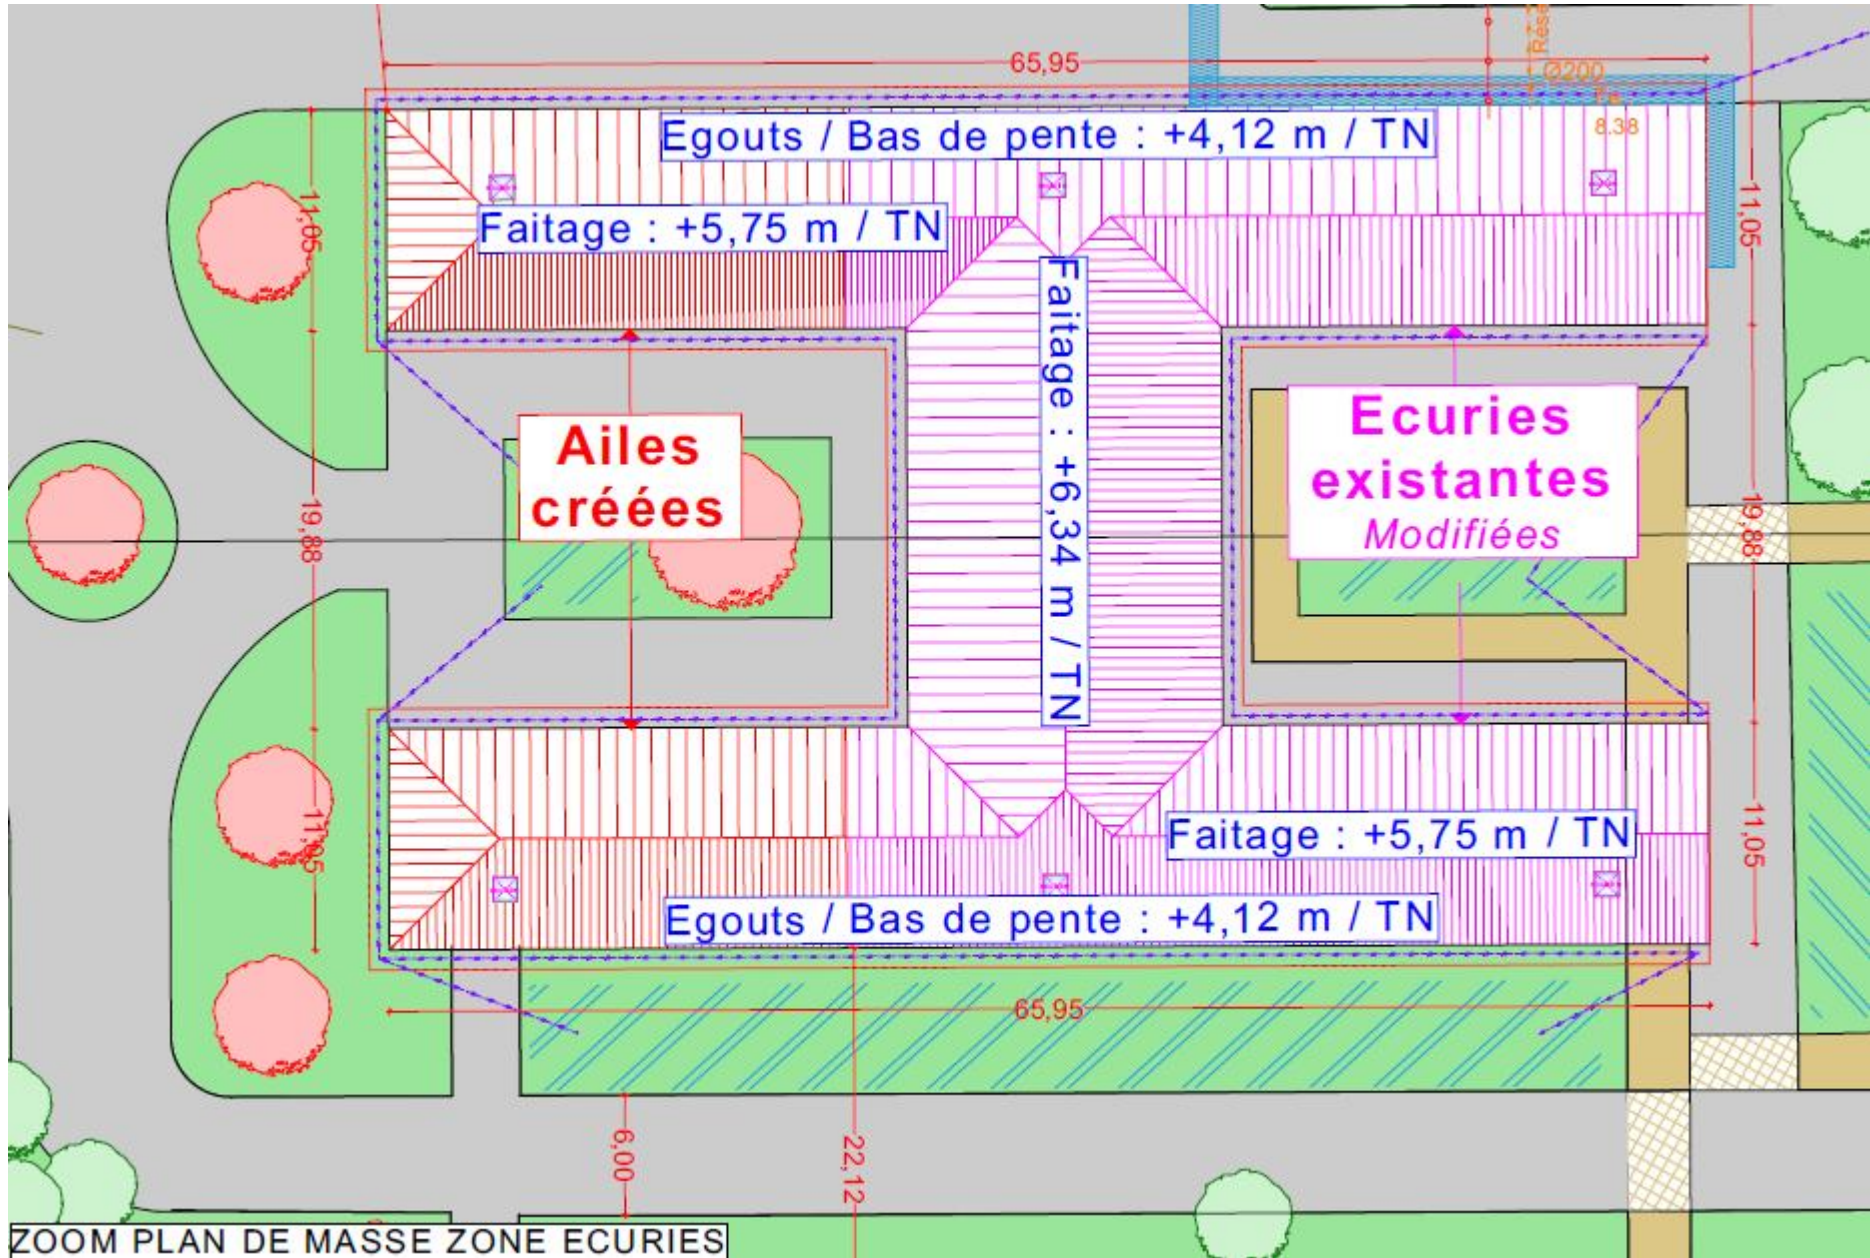 65,95
Rése
Ø200
8.38
Egouts / Bas de pente : +4,12 m / TN
11,05
11,05
Faitage : +5,75 m / TN
Faitage : +6,34 m / TN
Ailes
créées
Ecuries
existantes
Modifiées
19,88
19,88
11,05
11,05
Faitage : +5,75 m / TN
Egouts / Bas de pente : +4,12 m / TN
65,95
6,00
22,12
ZOOM PLAN DE MASSE ZONE ECURIES